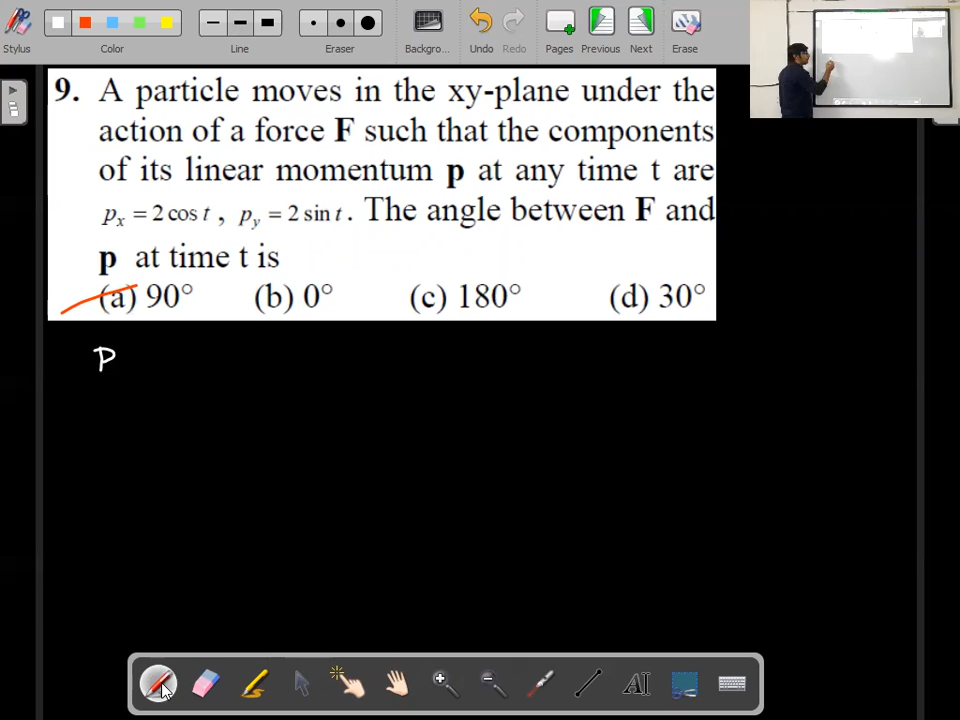 Stylus
Color
Line
Eraser
Backgro...
Undo
Redo
Pages
Previous
Next
Erase
9. A particle moves in the xy-plane under the
action of a force F such that the components
of its linear momentum p at any time t are
pₓ = 2 cos t , p_y = 2 sin t . The angle between F and
p at time t is
(a) 90° (b) 0° (c) 180° (d) 30°
P
AI